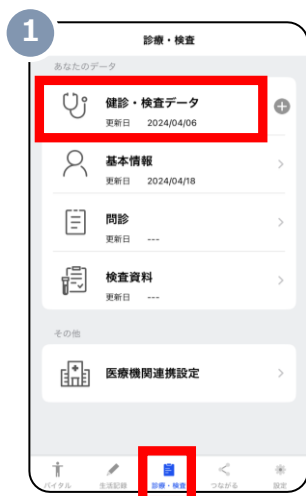 1
診療・検査
あなたのデータ
健診・検査データ
更新日 2024/04/06
基本情報
更新日 2024/04/18
問診
更新日 ---
検査資料
更新日 ---
その他
医療機関連携設定
バイタル 生活記録 診療・検査 つながる 設定